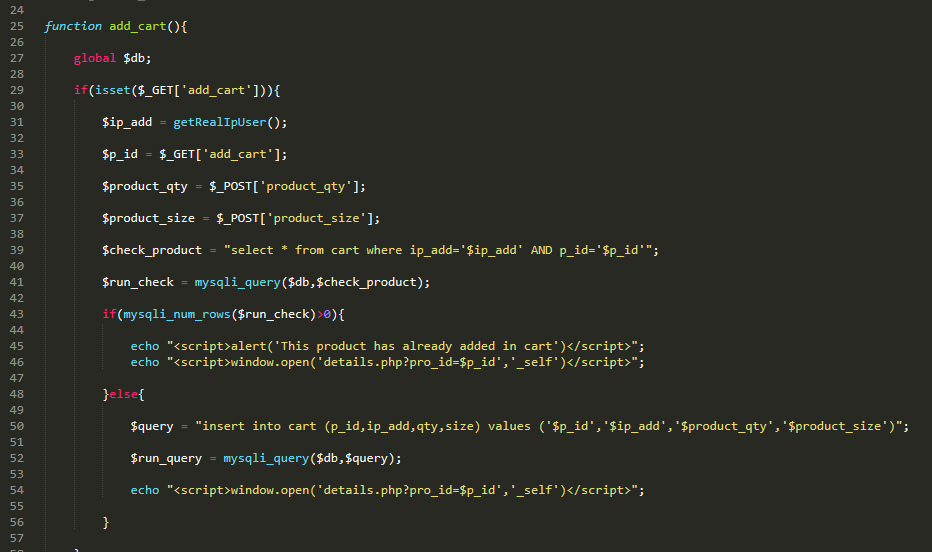 24
25 function add_cart(){
26
27     global $db;
28
29     if(isset($_GET['add_cart'])){
30
31         $ip_add = getRealIpUser();
32
33         $p_id = $_GET['add_cart'];
34
35         $product_qty = $_POST['product_qty'];
36
37         $product_size = $_POST['product_size'];
38
39         $check_product = "select * from cart where ip_add='$ip_add' AND p_id='$p_id'";
40
41         $run_check = mysqli_query($db,$check_product);
42
43         if(mysqli_num_rows($run_check)>0){
44
45             echo "<script>alert('This product has already added in cart')</script>";
46             echo "<script>window.open('details.php?pro_id=$p_id','_self')</script>";
47
48         }else{
49
50             $query = "insert into cart (p_id,ip_add,qty,size) values ('$p_id','$ip_add','$product_qty','$product_size')";
51
52             $run_query = mysqli_query($db,$query);
53
54             echo "<script>window.open('details.php?pro_id=$p_id','_self')</script>";
55
56         }
57